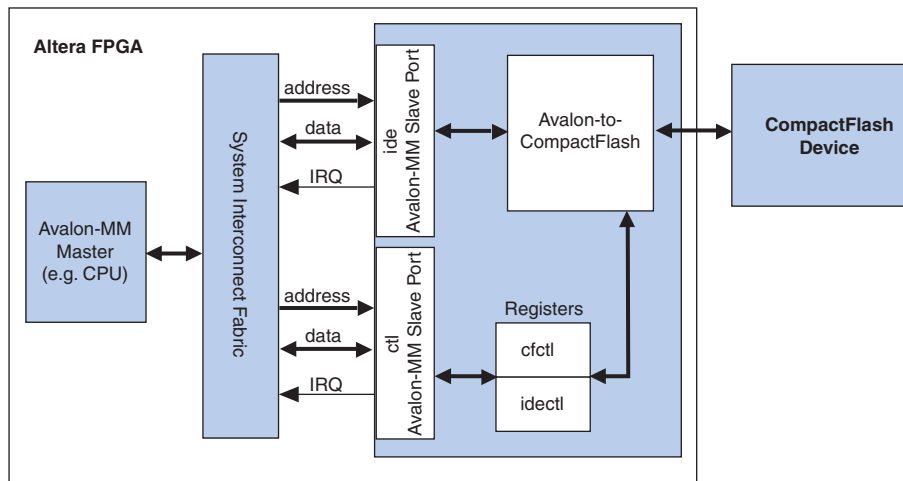 Altera FPGA
Avalon-MM
Master
(e.g. CPU)
System Interconnect Fabric
address
data
IRQ
address
data
IRQ
ide
Avalon-MM Slave Port
ctl
Avalon-MM Slave Port
Avalon-to-
CompactFlash
Registers
cfctl
idectl
CompactFlash
Device